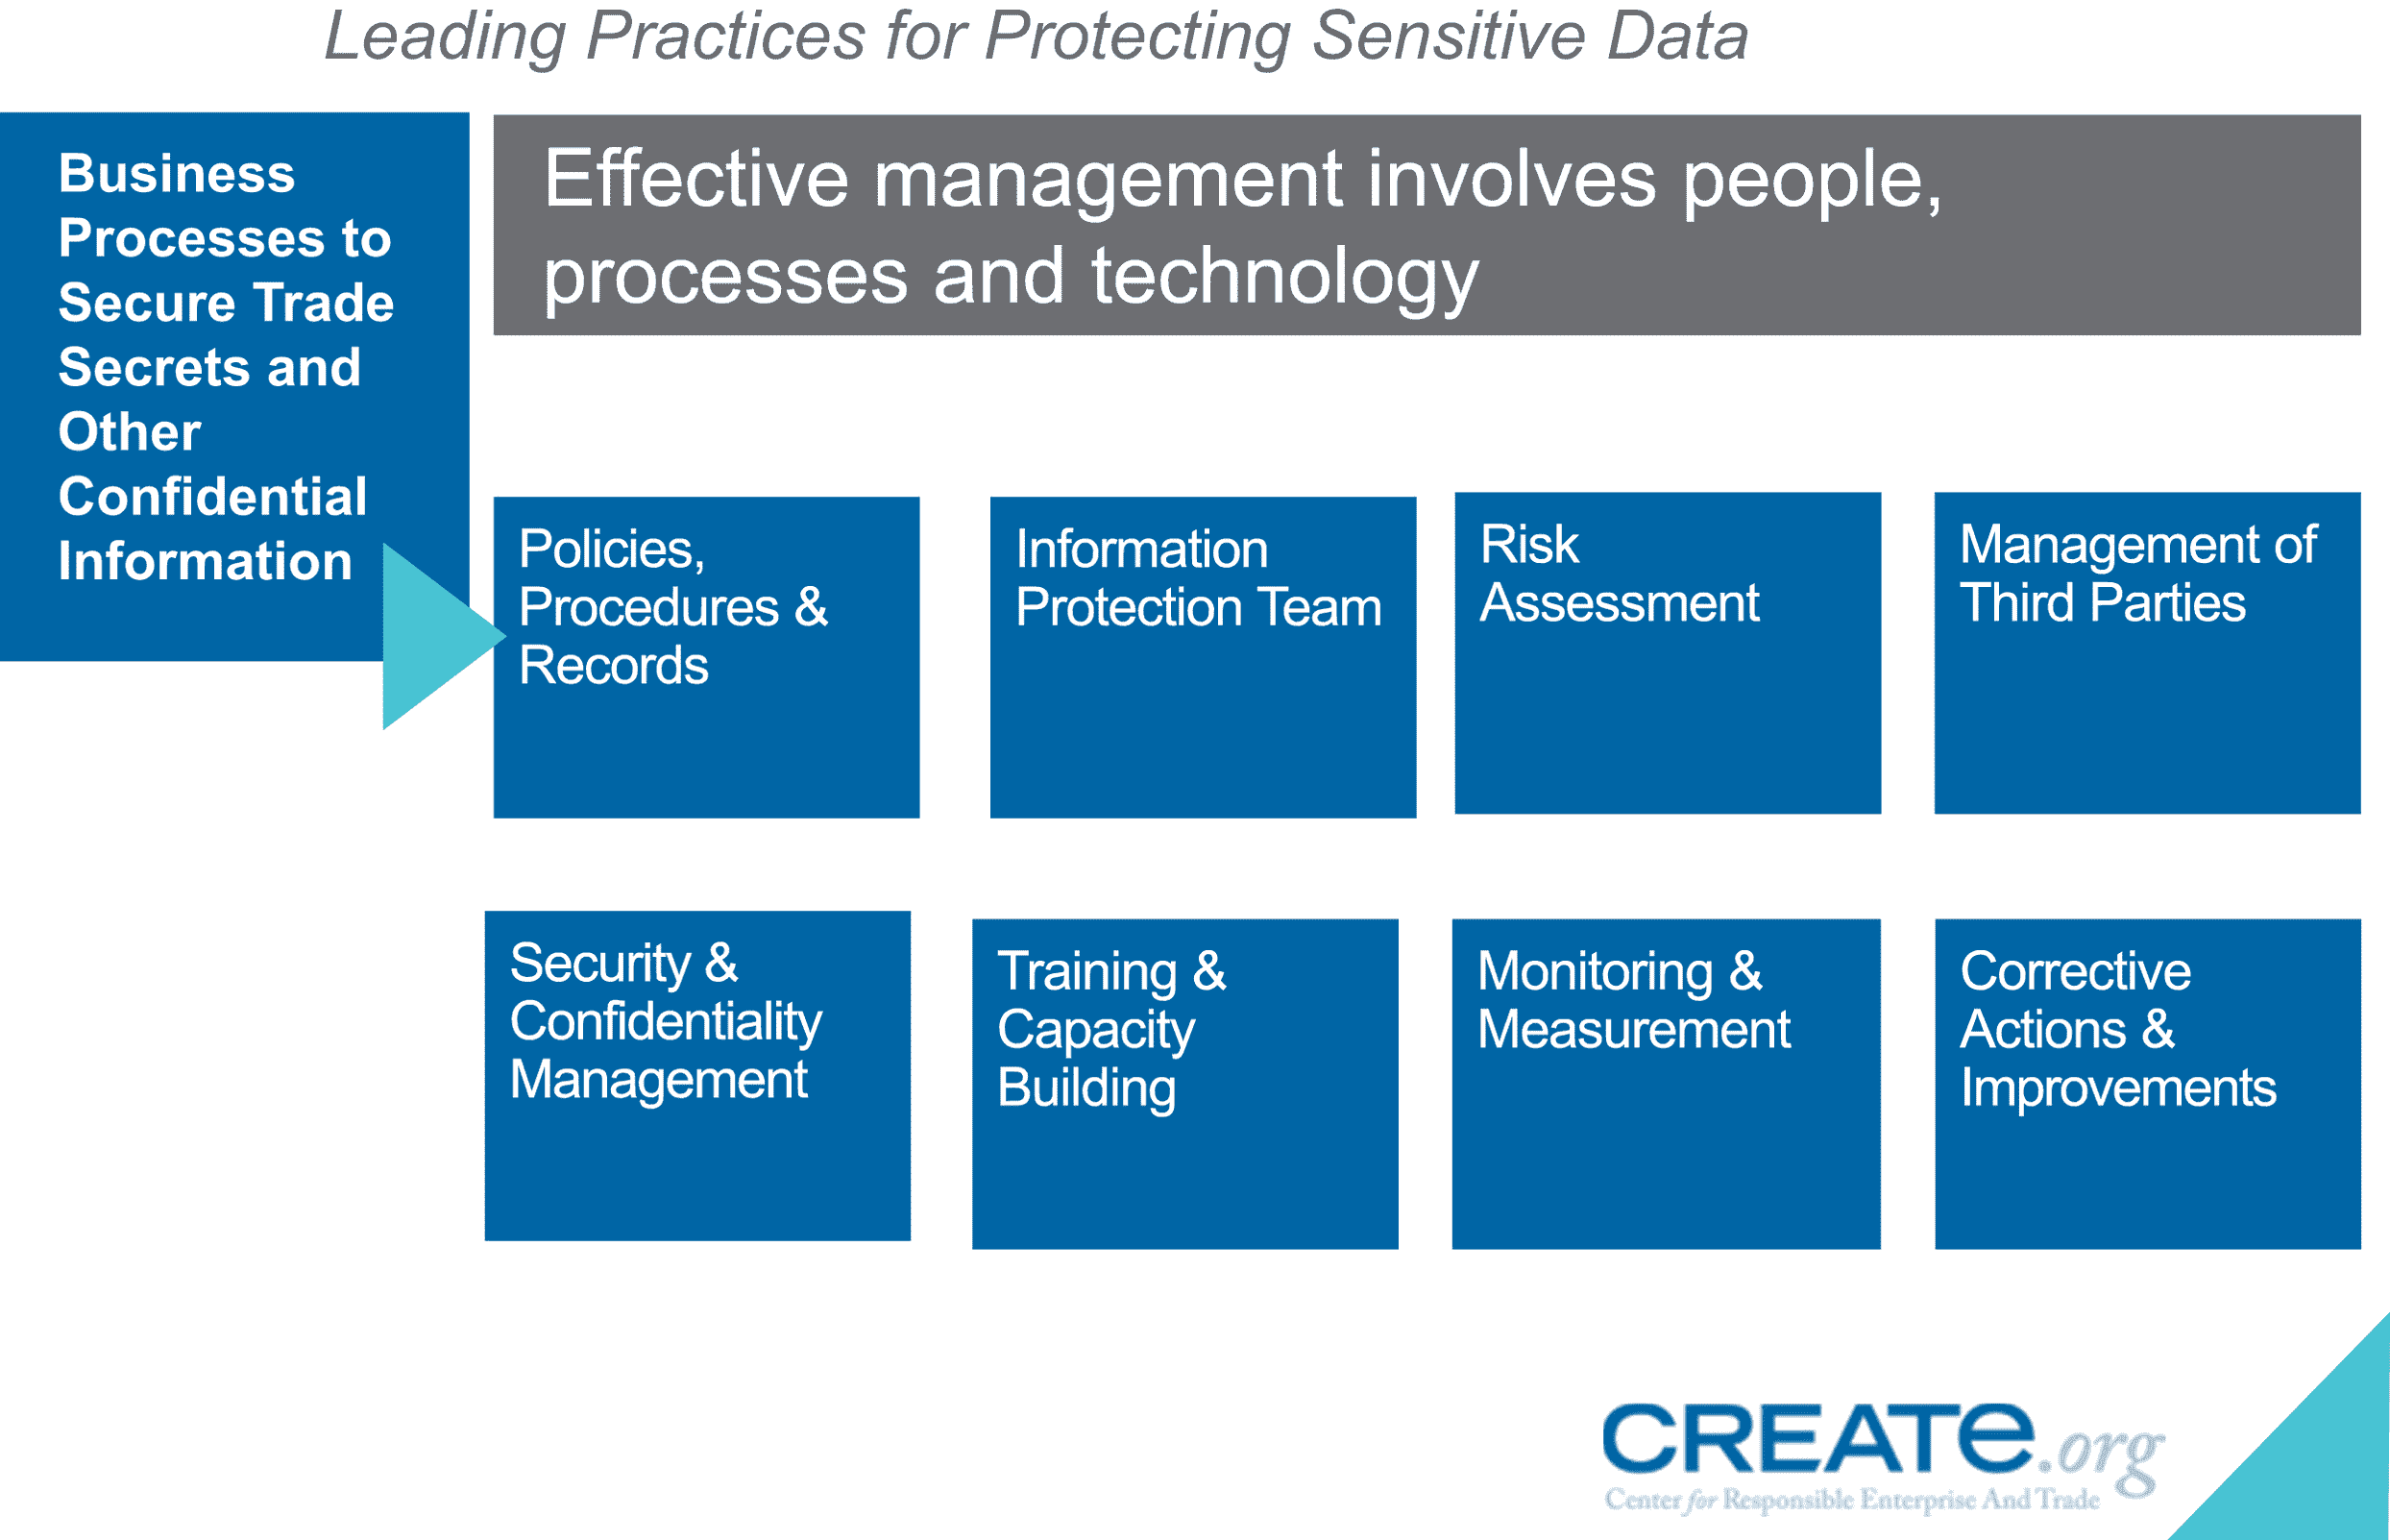 Leading Practices for Protecting Sensitive Data
Business
Processes to
Secure Trade
Secrets and
Other
Confidential
Information
Effective management involves people,
processes and technology
Policies,
Procedures &
Records
Information
Protection Team
Risk
Assessment
Management of
Third Parties
Security &
Confidentiality
Management
Training &
Capacity
Building
Monitoring &
Measurement
Corrective
Actions &
Improvements
CREATe.org
Center for Responsible Enterprise And Trade